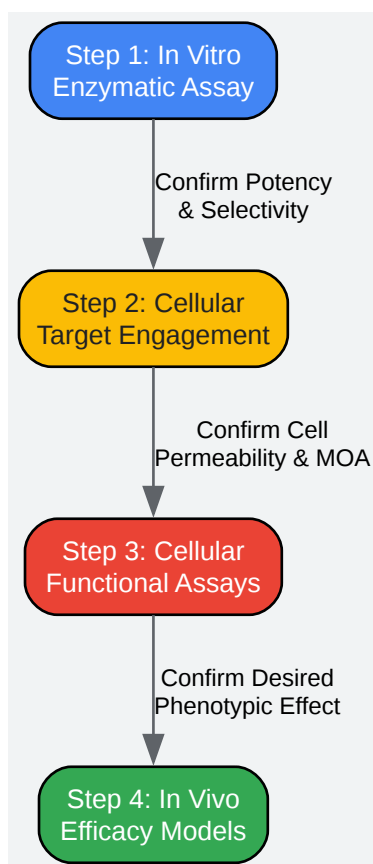 Step 1: In Vitro
Enzymatic Assay
Confirm Potency
& Selectivity
Step 2: Cellular
Target Engagement
Confirm Cell
Permeability & MOA
Step 3: Cellular
Functional Assays
Confirm Desired
Phenotypic Effect
Step 4: In Vivo
Efficacy Models